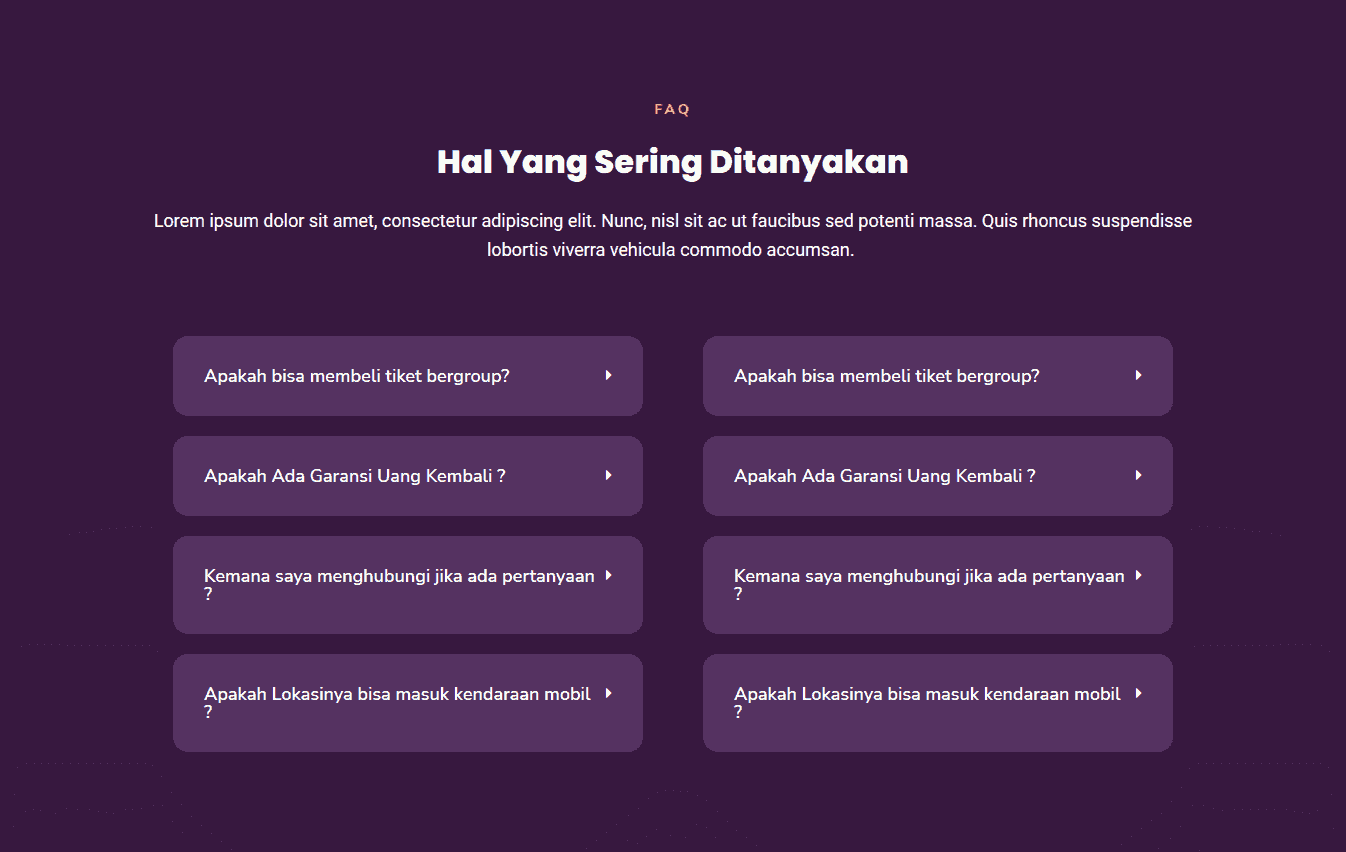 FAQ
Hal Yang Sering Ditanyakan
Lorem ipsum dolor sit amet, consectetur adipiscing elit. Nunc, nisl sit ac ut faucibus sed potenti massa. Quis rhoncus suspendisse
lobortis viverra vehicula commodo accumsan.
Apakah bisa membeli tiket bergroup?
Apakah Ada Garansi Uang Kembali ?
Kemana saya menghubungi jika ada pertanyaan
?
Apakah Lokasinya bisa masuk kendaraan mobil
?
Apakah bisa membeli tiket bergroup?
Apakah Ada Garansi Uang Kembali ?
Kemana saya menghubungi jika ada pertanyaan
?
Apakah Lokasinya bisa masuk kendaraan mobil
?